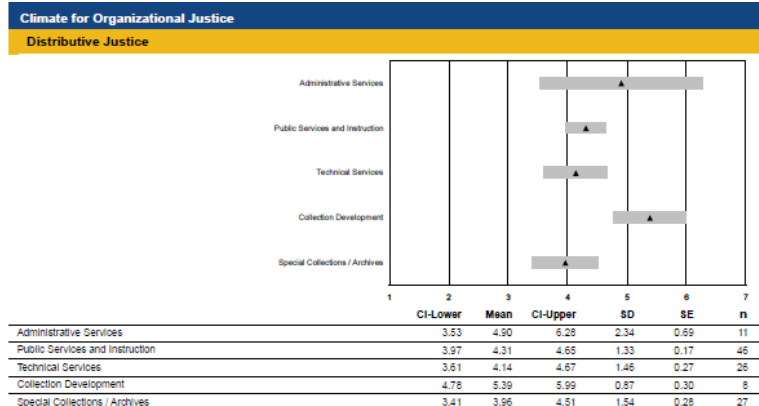 Climate for Organizational Justice
Distributive Justice
Administrative Services
Public Services and Instruction
Technical Services
Collection Development
Special Collections / Archives
1 2 3 4 5 6 7
CI-Lower Mean CI-Upper SD SE n
Administrative Services 3.53 4.90 6.28 2.34 0.69 11
Public Services and Instruction 3.97 4.31 4.65 1.33 0.17 46
Technical Services 3.61 4.14 4.67 1.46 0.27 26
Collection Development 4.78 5.39 5.99 0.87 0.30 8
Special Collections / Archives 3.41 3.96 4.51 1.54 0.28 27